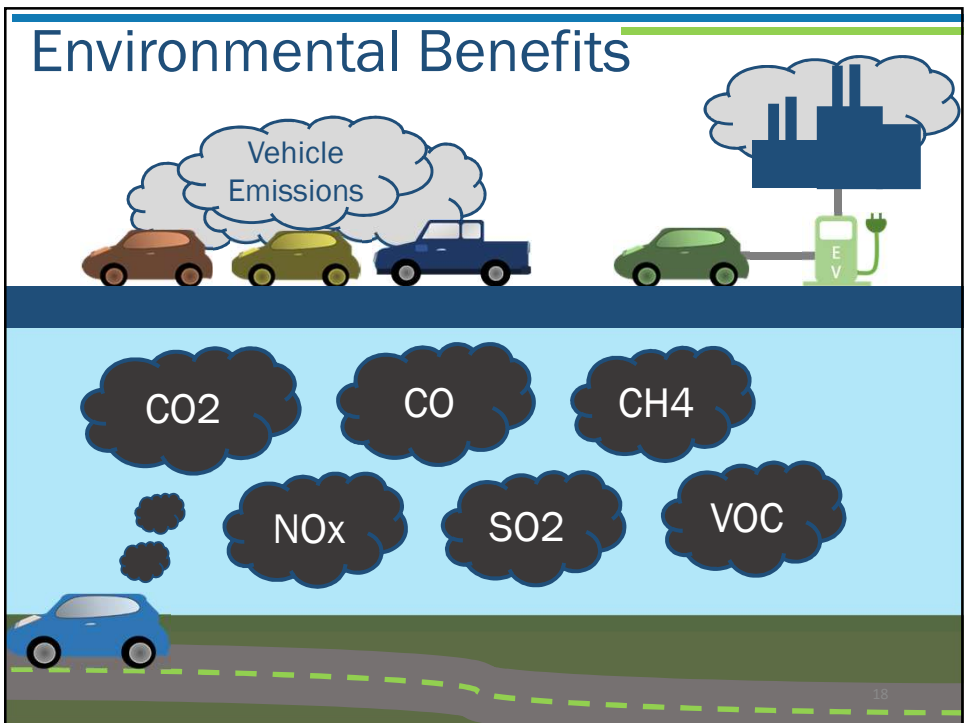 Environmental Benefits
Vehicle
Emissions
E
V
CO2
CO
CH4
NOx
SO2
VOC
18